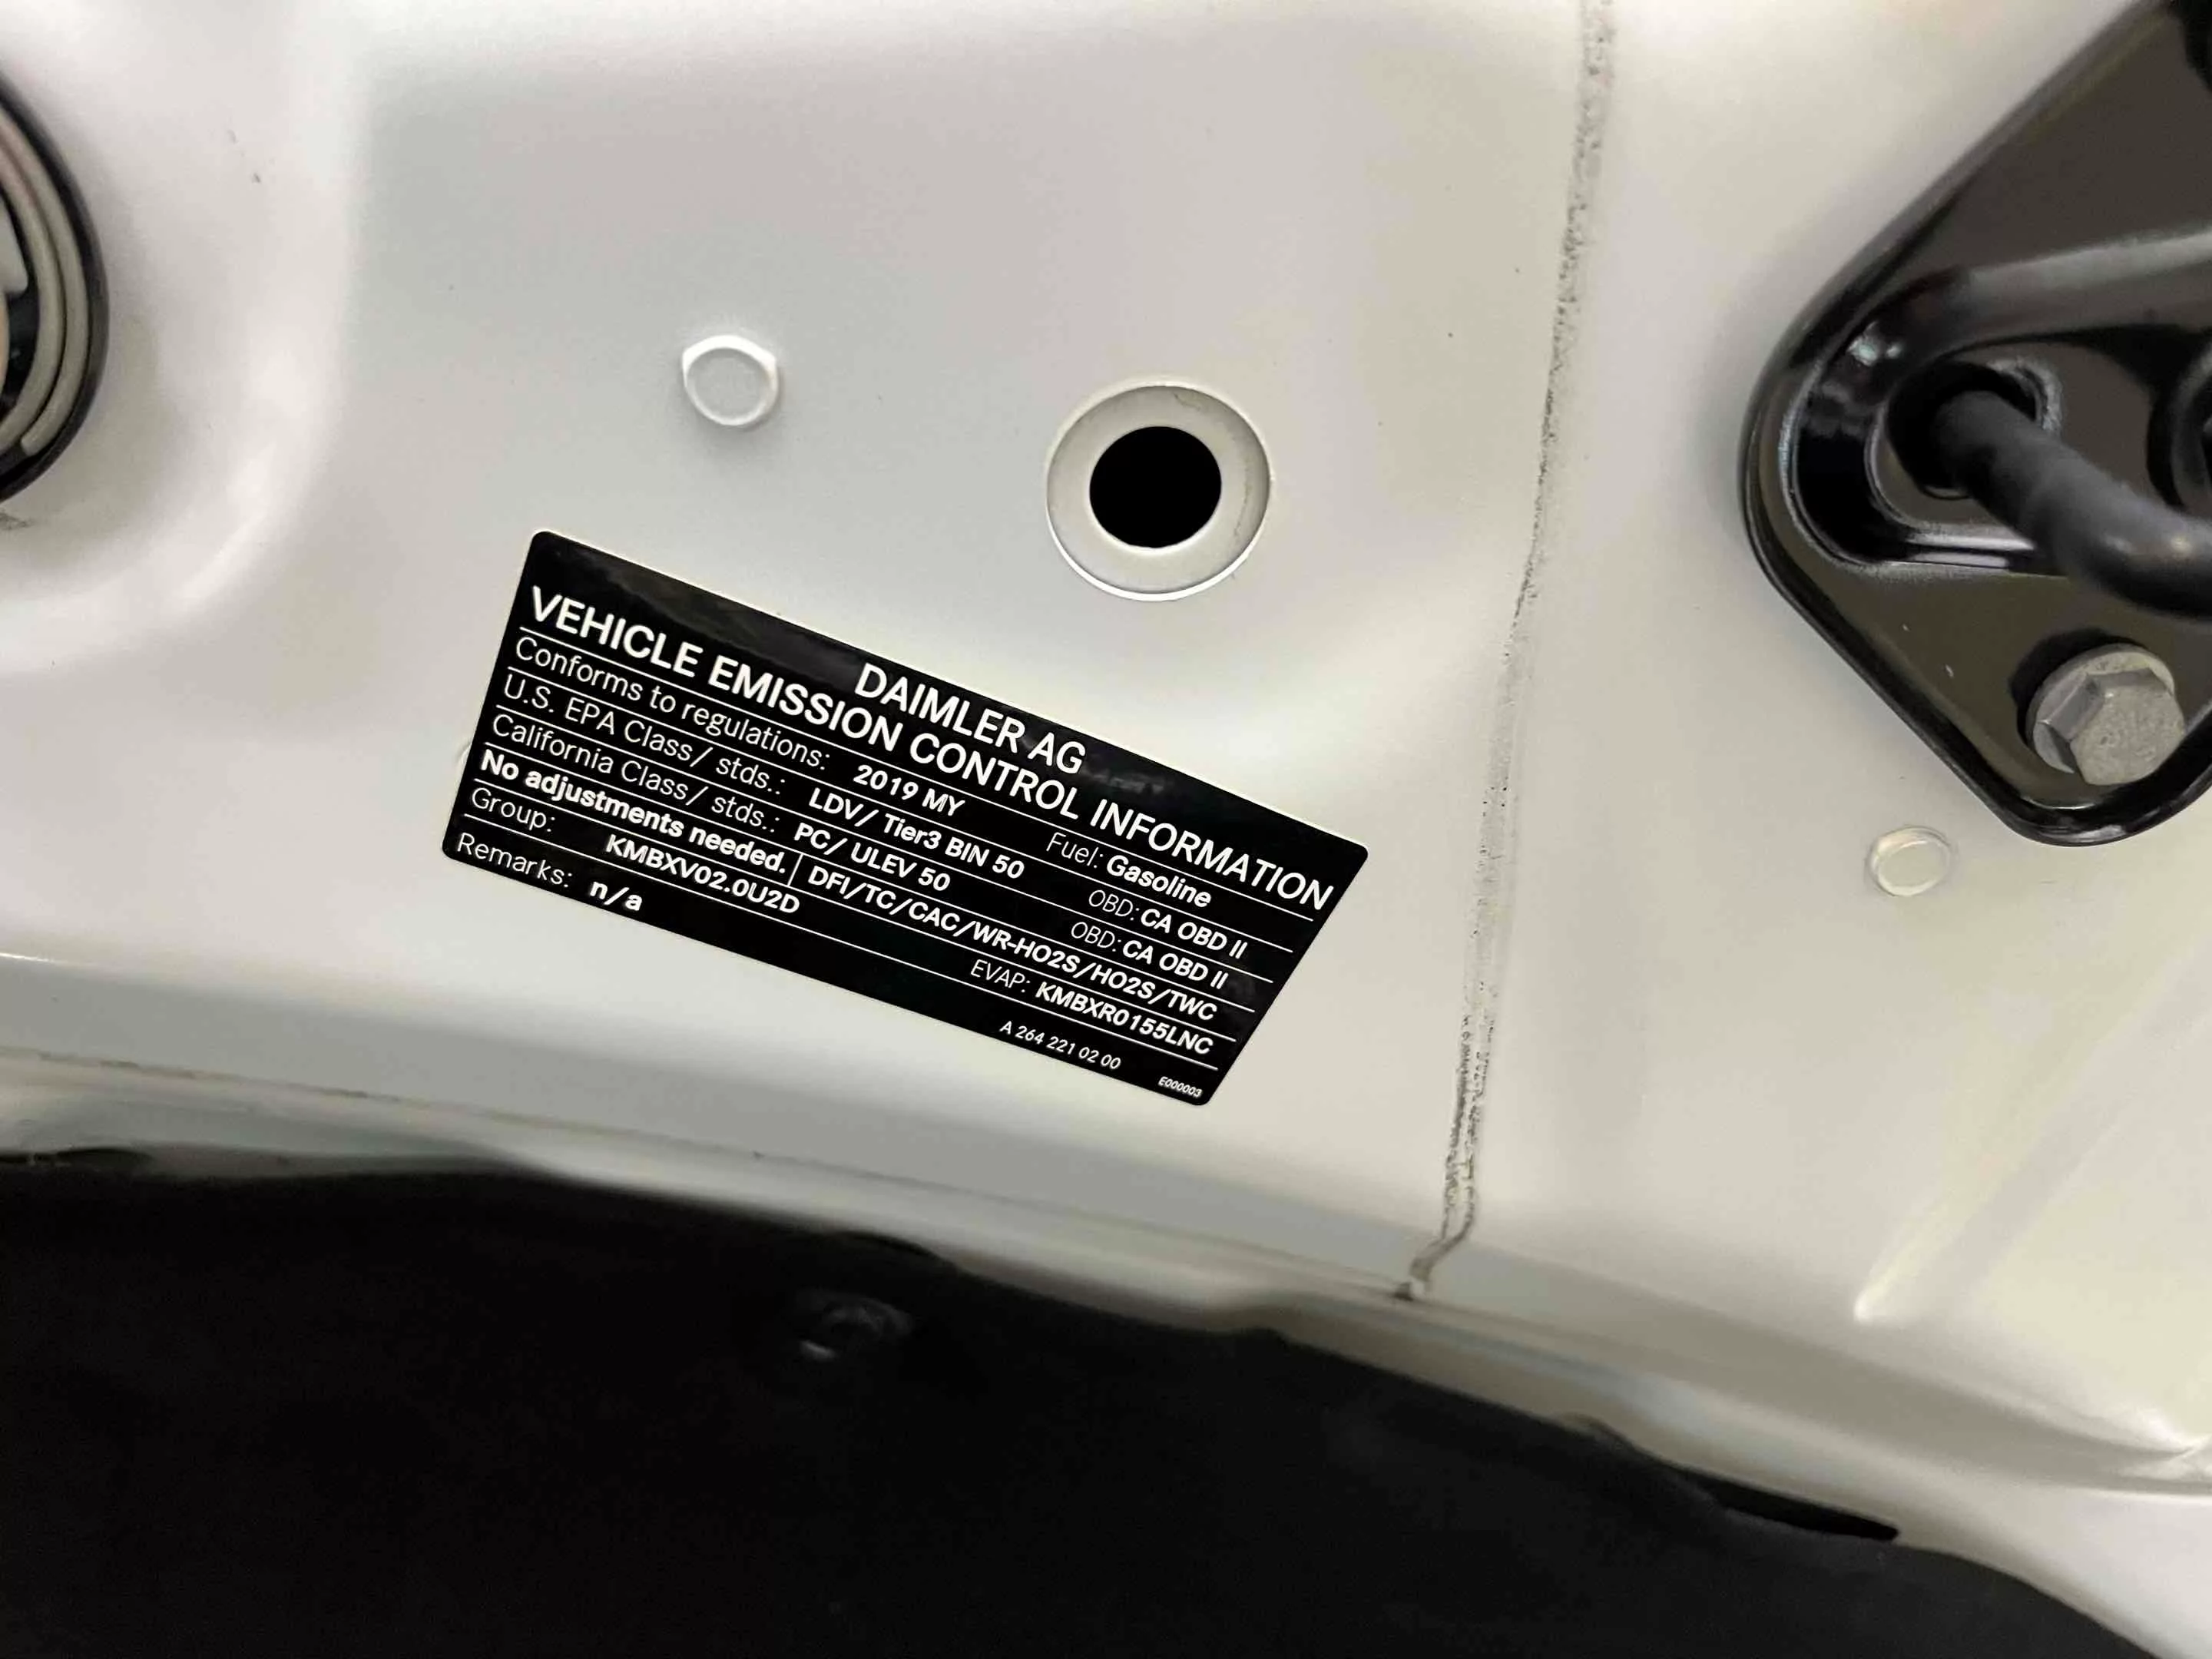 DAIMLER AG
VEHICLE EMISSION CONTROL INFORMATION
Conforms to regulations: 2019 MY Fuel: Gasoline
U.S. EPA Class/ stds.: LDV/ Tier3 BIN 50 OBD: CA OBD II
California Class/ stds.: PC/ ULEV 50 OBD: CA OBD II
No adjustments needed. DFI/TC/CAC/WR-HO2S/HO2S/TWC
Group: KMBXV02.0U2D EVAP: KMBXR0155LNC
Remarks: n/a
A 264 221 02 00
E000003